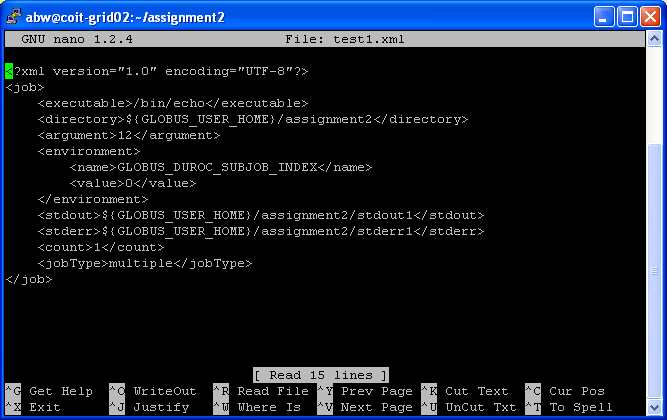 abw@coit-grid02:~/assignment2
GNU nano 1.2.4 File: test1.xml
<?xml version="1.0" encoding="UTF-8"?>
<job>
    <executable>/bin/echo</executable>
    <directory>${GLOBUS_USER_HOME}/assignment2</directory>
    <argument>12</argument>
    <environment>
        <name>GLOBUS_DUROC_SUBJOB_INDEX</name>
        <value>0</value>
    </environment>
    <stdout>${GLOBUS_USER_HOME}/assignment2/stdout1</stdout>
    <stderr>${GLOBUS_USER_HOME}/assignment2/stderr1</stderr>
    <count>1</count>
    <jobType>multiple</jobType>
</job>
[ Read 15 lines ]
^G Get Help ^O WriteOut ^R Read File ^Y Prev Page ^K Cut Text ^C Cur Pos
^X Exit ^J Justify ^W Where Is ^V Next Page ^U UnCut Txt ^T To Spell